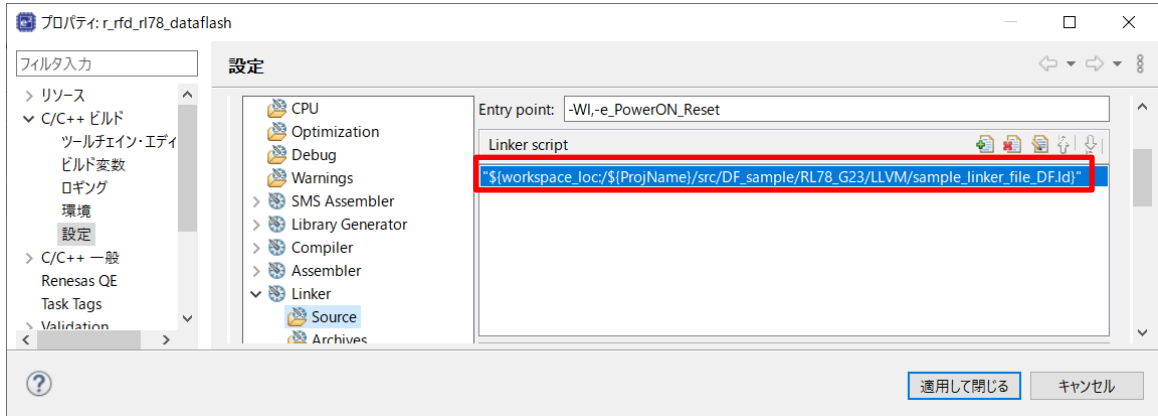 プロパティ: r_rfd_rl78_dataflash
フィルタ入力
設定
リソース
C/C++ ビルド
ツールチェイン・エディ
ビルド変数
ロギング
環境
設定
C/C++ 一般
Renesas QE
Task Tags
Validation
CPU
Optimization
Debug
Warnings
SMS Assembler
Library Generator
Compiler
Assembler
Linker
Source
Archives
Entry point: -Wl,-e_PowerON_Reset
Linker script
"${workspace_loc:/${ProjName}/src/DF_sample/RL78_G23/LLVM/sample_linker_file_DF.ld}"
適用して閉じる
キャンセル